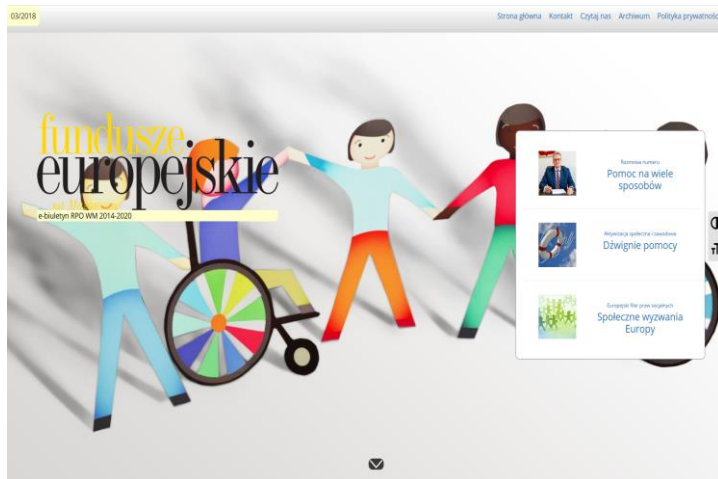 03/2018
Strona główna Kontakt Czytaj nas Archiwum Polityka prywatności
fundusze
europejskie
e-biuletyn RPO WM 2014-2020
Rozmowa numeru
Pomoc na wiele
sposobów
Aktywizacja społeczna i zawodowa
Dźwignie pomocy
Europejski filar praw socjalnych
Społeczne wyzwania
Europy